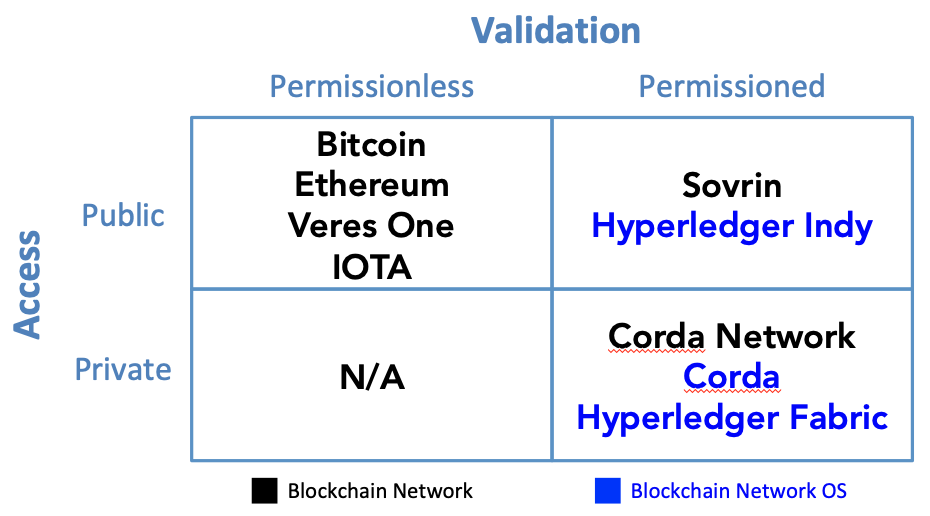 Validation
Permissionless
Permissioned
Access
Public
Bitcoin
Ethereum
Veres One
IOTA
Sovrin
Hyperledger Indy
Private
N/A
Corda Network
Corda
Hyperledger Fabric
Blockchain Network
Blockchain Network OS